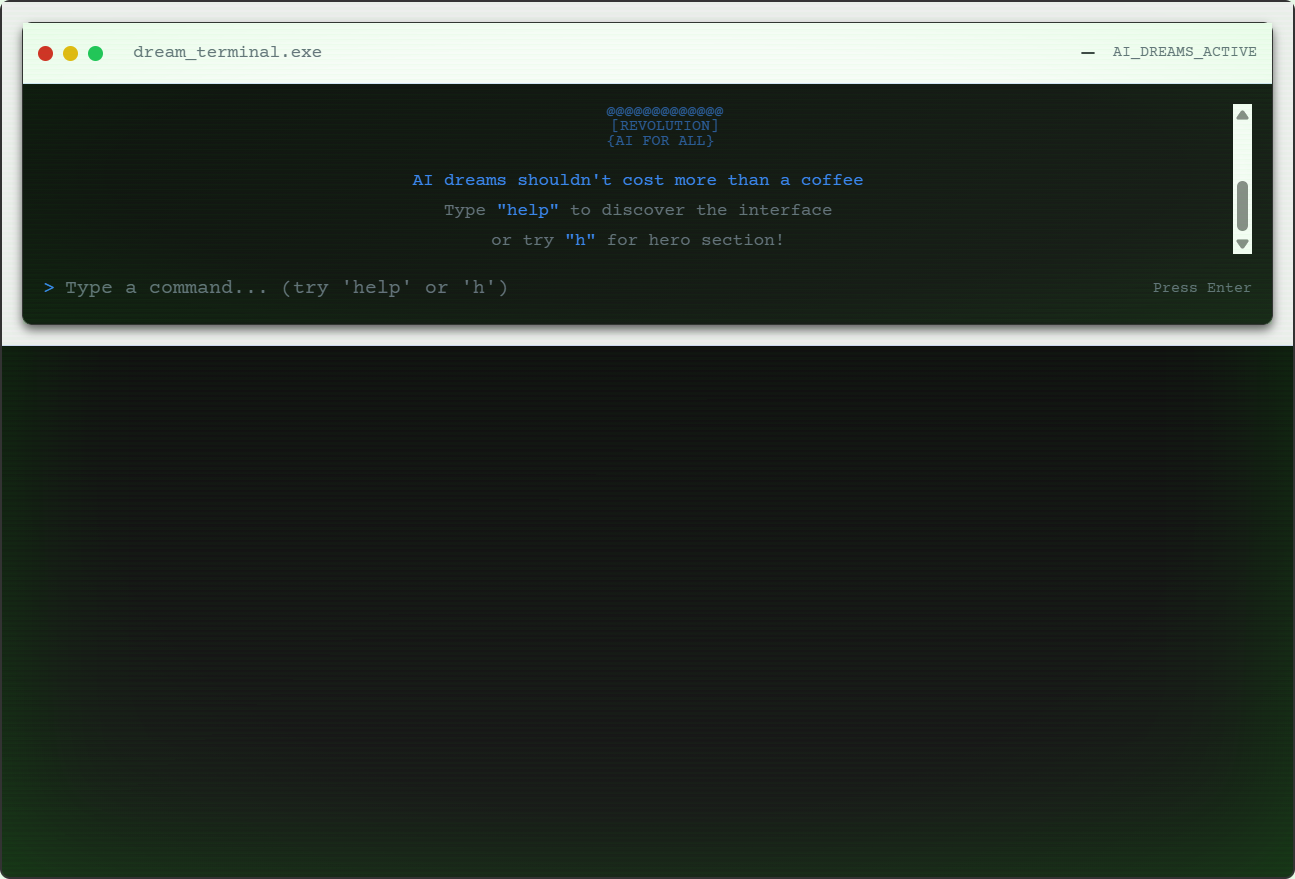 dream_terminal.exe
AI_DREAMS_ACTIVE
@@@@@@@@@@@@@
[REVOLUTION]
{AI FOR ALL}
AI dreams shouldn't cost more than a coffee
Type "help" to discover the interface
or try "h" for hero section!
> Type a command... (try 'help' or 'h')
Press Enter